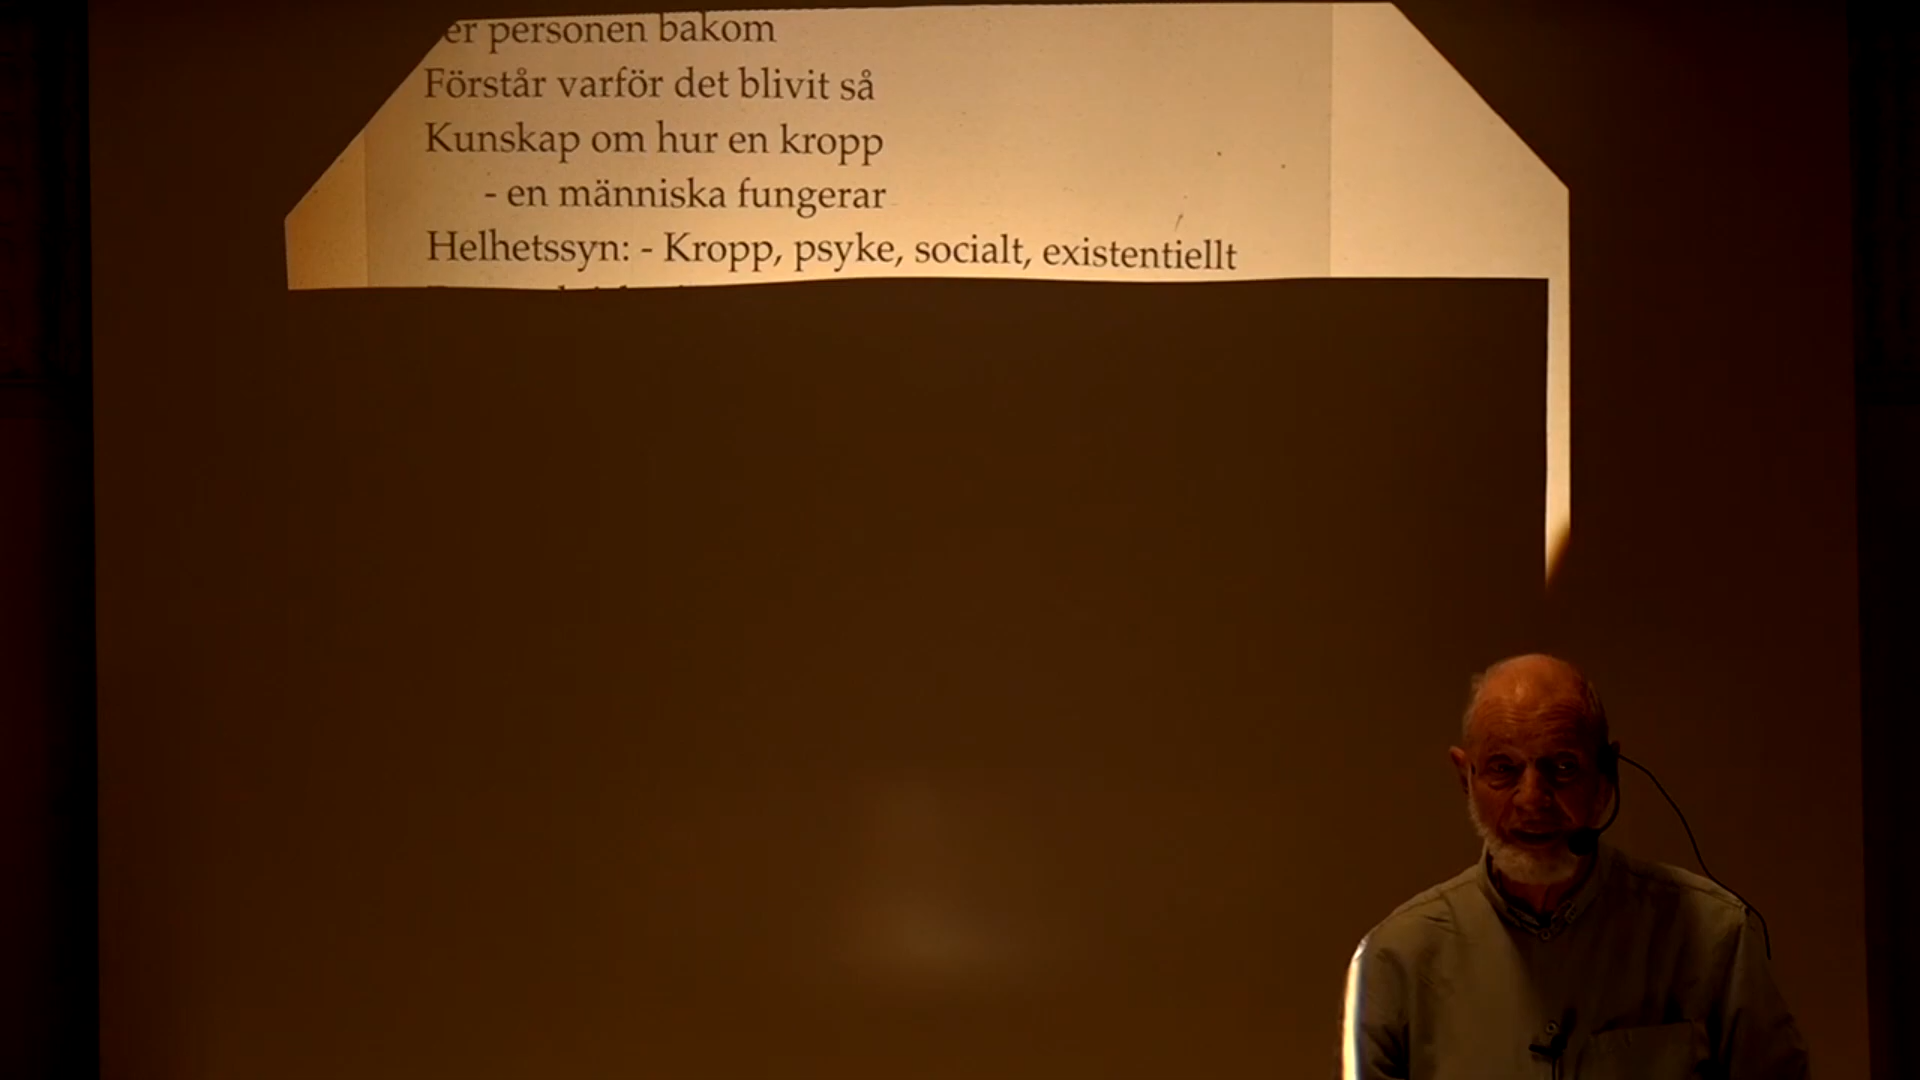 er personen bakom
Förstår varför det blivit så
Kunskap om hur en kropp
- en människa fungerar
Helhetssyn: - Kropp, psyke, socialt, existentiellt